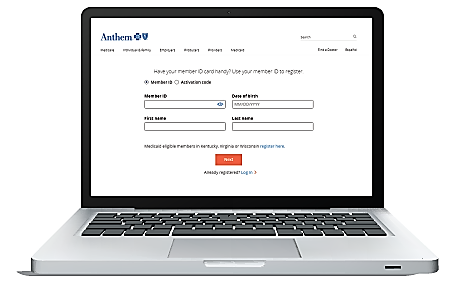 Anthem
Search
Medicare Individual & Family Employers Producers Providers Medicaid Find a Doctor Español
Have your member ID card handy? Use your member ID to register.
Member ID Activation code
Member ID Date of Birth
MM/DD/YYYY
First name Last name
Medicaid eligible members in Kentucky, Virginia or Wisconsin register here.
Next
Already registered? Log In >